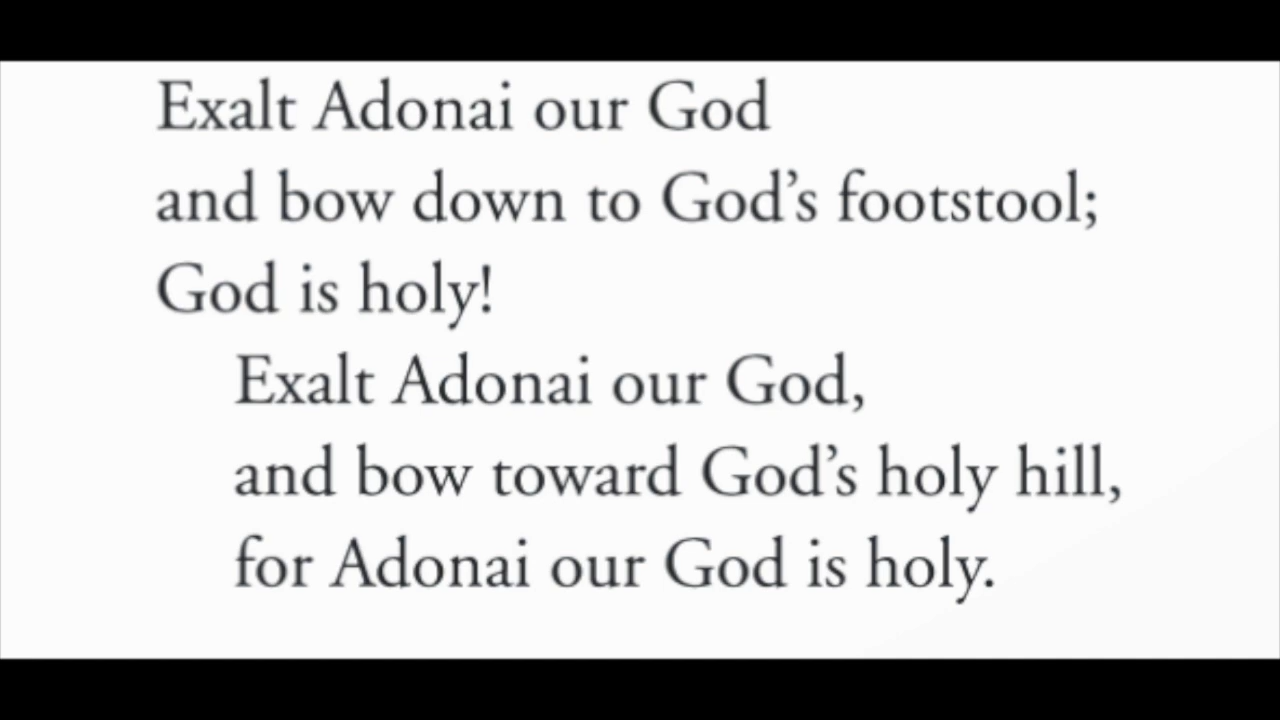 Exalt Adonai our God
and bow down to God’s footstool;
God is holy!
Exalt Adonai our God,
and bow toward God’s holy hill,
for Adonai our God is holy.